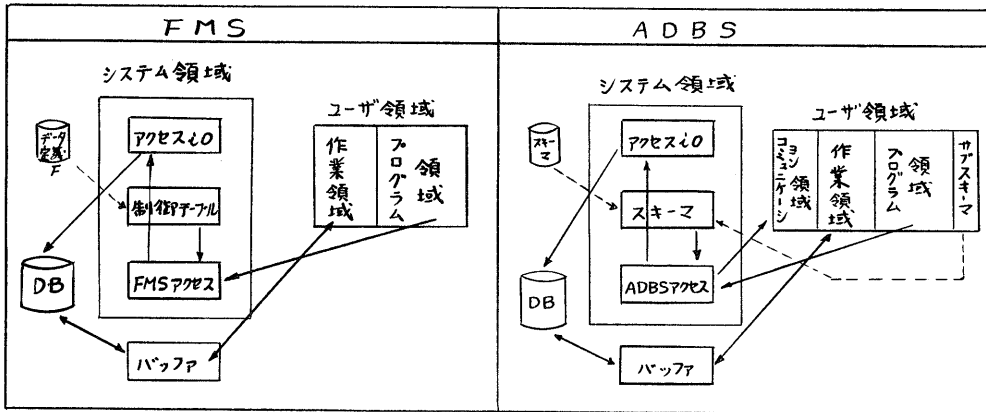 FMS
システム領域
データ
定義
F
アクセスiO
制御テーブル
FMSアクセス
DB
バッファ
ユーザ領域
作業領域
プログラム
領域
ADBS
システム領域
スキー
マ
アクセスiO
スキーマ
ADBSアクセス
DB
バッファ
ユーザ領域
コミュニケーシ
ョン領域
作業領域
プログラム
領域
サブスキーマ